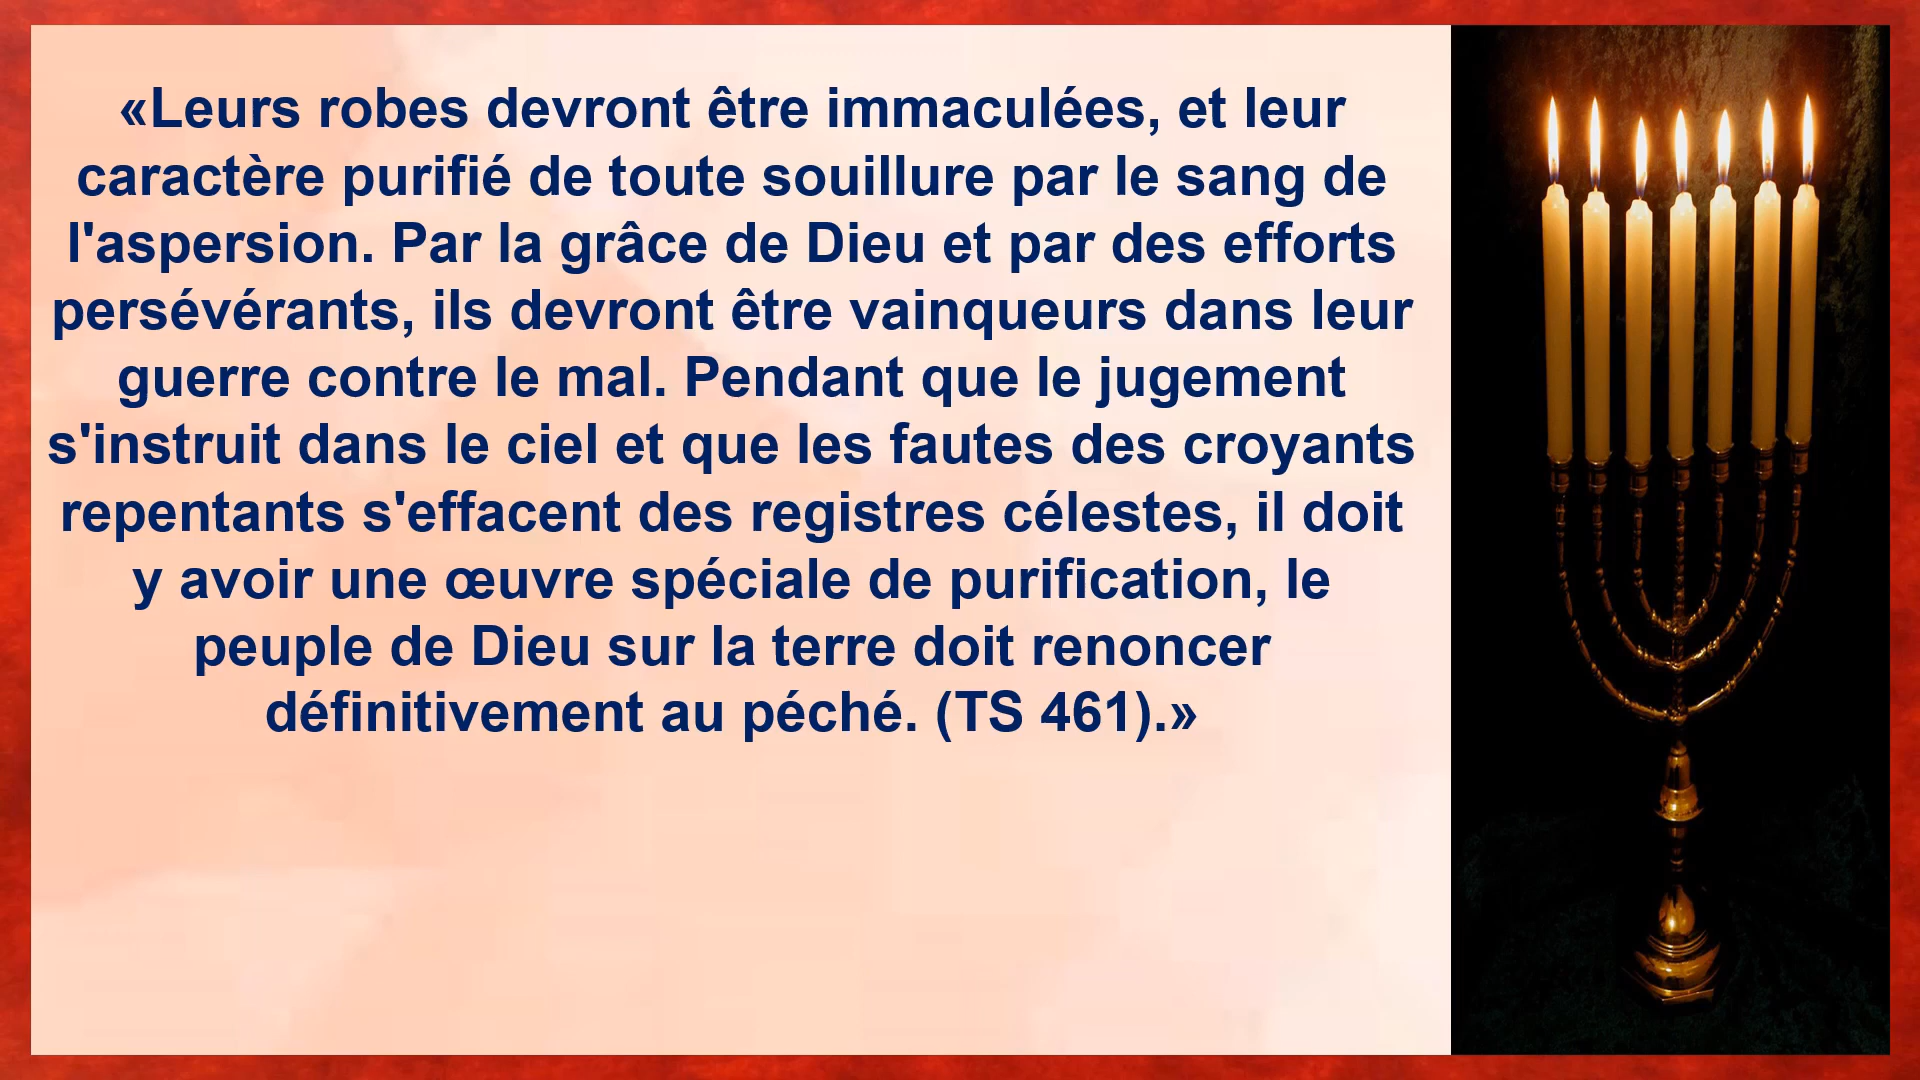 «Leurs robes devront être immaculées, et leur
caractère purifié de toute souillure par le sang de
l'aspersion. Par la grâce de Dieu et par des efforts
persévérants, ils devront être vainqueurs dans leur
guerre contre le mal. Pendant que le jugement
s'instruit dans le ciel et que les fautes des croyants
repentants s'effacent des registres célestes, il doit
y avoir une œuvre spéciale de purification, le
peuple de Dieu sur la terre doit renoncer
définitivement au péché. (TS 461).»